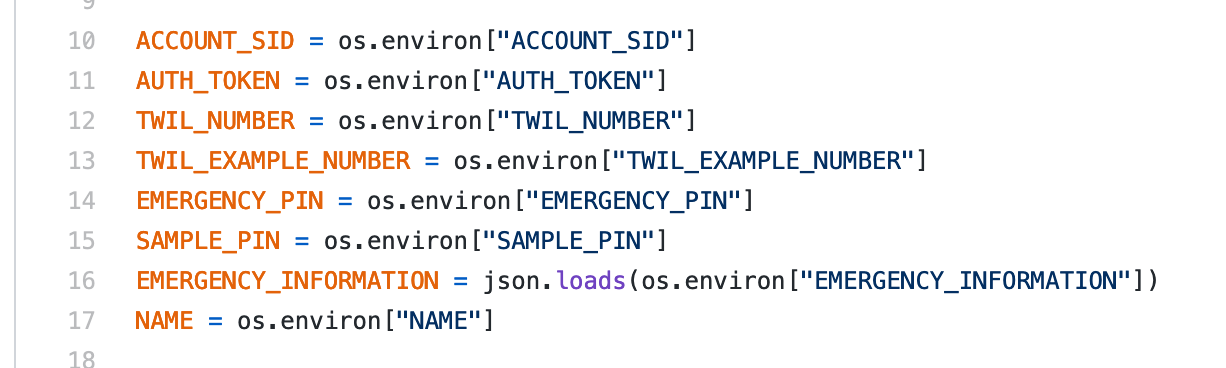 9
10 ACCOUNT_SID = os.environ["ACCOUNT_SID"]
11 AUTH_TOKEN = os.environ["AUTH_TOKEN"]
12 TWIL_NUMBER = os.environ["TWIL_NUMBER"]
13 TWIL_EXAMPLE_NUMBER = os.environ["TWIL_EXAMPLE_NUMBER"]
14 EMERGENCY_PIN = os.environ["EMERGENCY_PIN"]
15 SAMPLE_PIN = os.environ["SAMPLE_PIN"]
16 EMERGENCY_INFORMATION = json.loads(os.environ["EMERGENCY_INFORMATION"])
17 NAME = os.environ["NAME"]
18